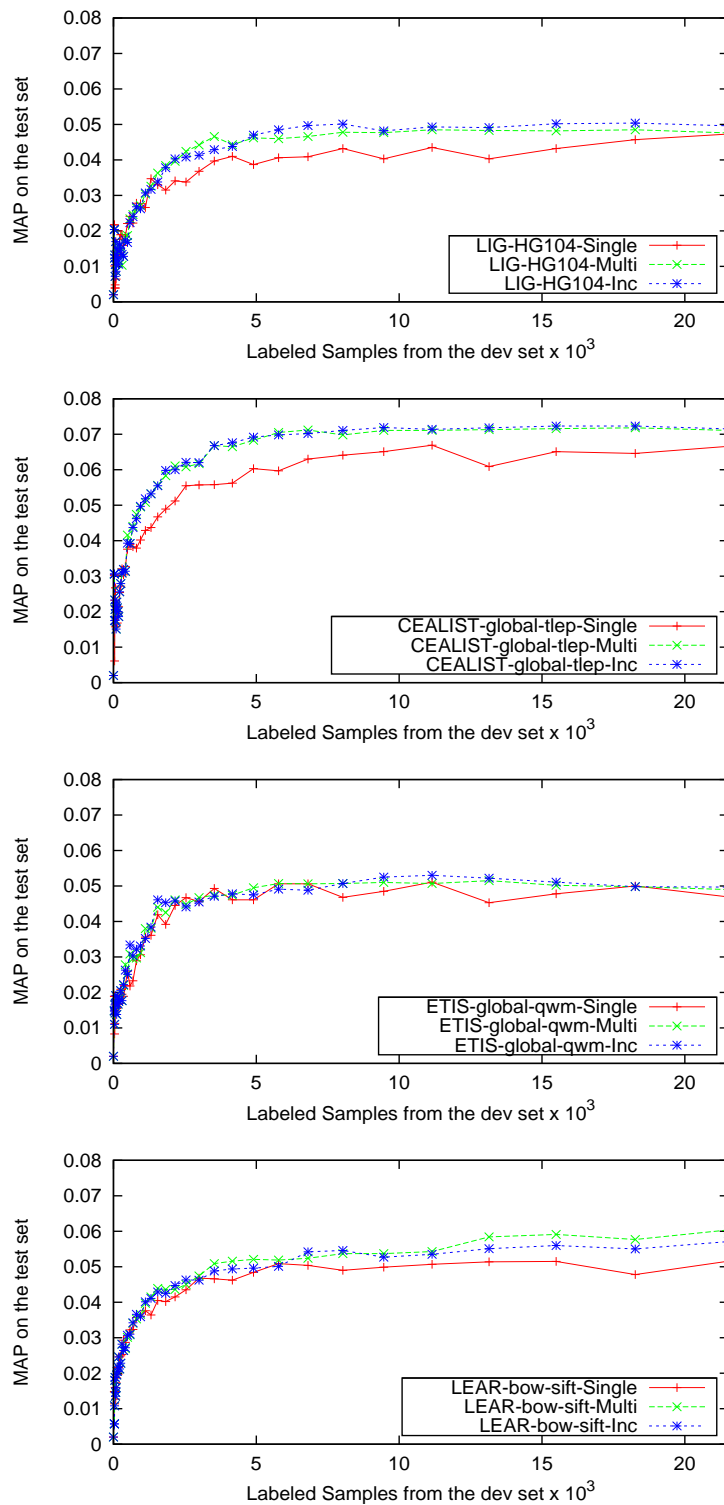 0.08
0.07
0.06
0.05
0.04
0.03
0.02
0.01
0
MAP on the test set
LIG-HG104-Single
LIG-HG104-Multi
LIG-HG104-Inc
0 5 10 15 20
Labeled Samples from the dev set x 10^3
0.08
0.07
0.06
0.05
0.04
0.03
0.02
0.01
0
MAP on the test set
CEALIST-global-tlep-Single
CEALIST-global-tlep-Multi
CEALIST-global-tlep-Inc
0 5 10 15 20
Labeled Samples from the dev set x 10^3
0.08
0.07
0.06
0.05
0.04
0.03
0.02
0.01
0
MAP on the test set
ETIS-global-qwm-Single
ETIS-global-qwm-Multi
ETIS-global-qwm-Inc
0 5 10 15 20
Labeled Samples from the dev set x 10^3
0.08
0.07
0.06
0.05
0.04
0.03
0.02
0.01
0
MAP on the test set
LEAR-bow-sift-Single
LEAR-bow-sift-Multi
LEAR-bow-sift-Inc
0 5 10 15 20
Labeled Samples from the dev set x 10^3